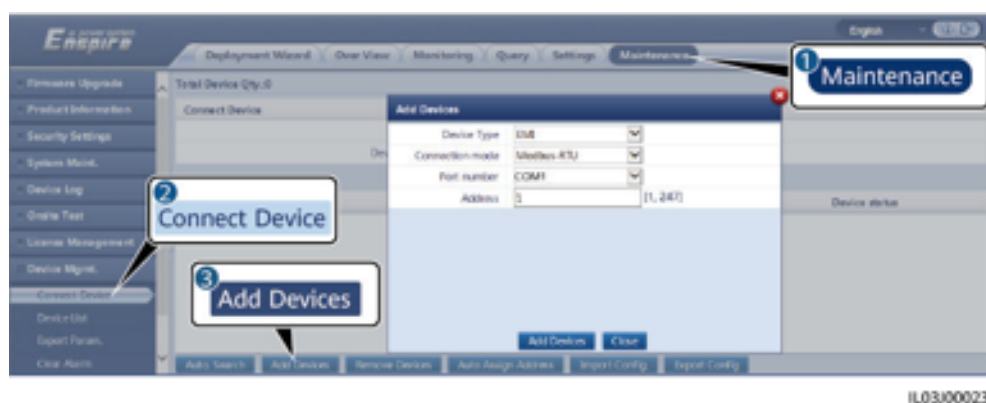 Enspire
English
Deployment Wizard Over View Monitoring Query Settings Maintenance
1 Maintenance
Firmware Upgrade
Total Device Qty.:0
Product Information
Connect Device
Add Devices
Security Settings
Device Type EMI
System Maint.
Connection mode Modbus-RTU
Port number COM1
Device Log
Address 1 [1, 247]
Device status
Onsite Test
2 Connect Device
License Management
Device Mgmt.
3 Add Devices
Connect Device
Device List
Export Param.
Add Devices Close
Clear Alarm
Auto Search Add Devices Remove Devices Auto Assign Address Import Config Export Config
IL03J00023